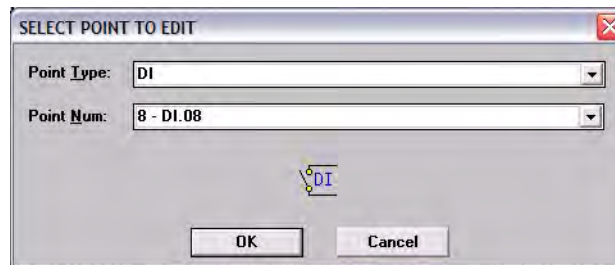 SELECT POINT TO EDIT
Point Type: DI
Point Num: 8 - DI.08
DI
OK Cancel